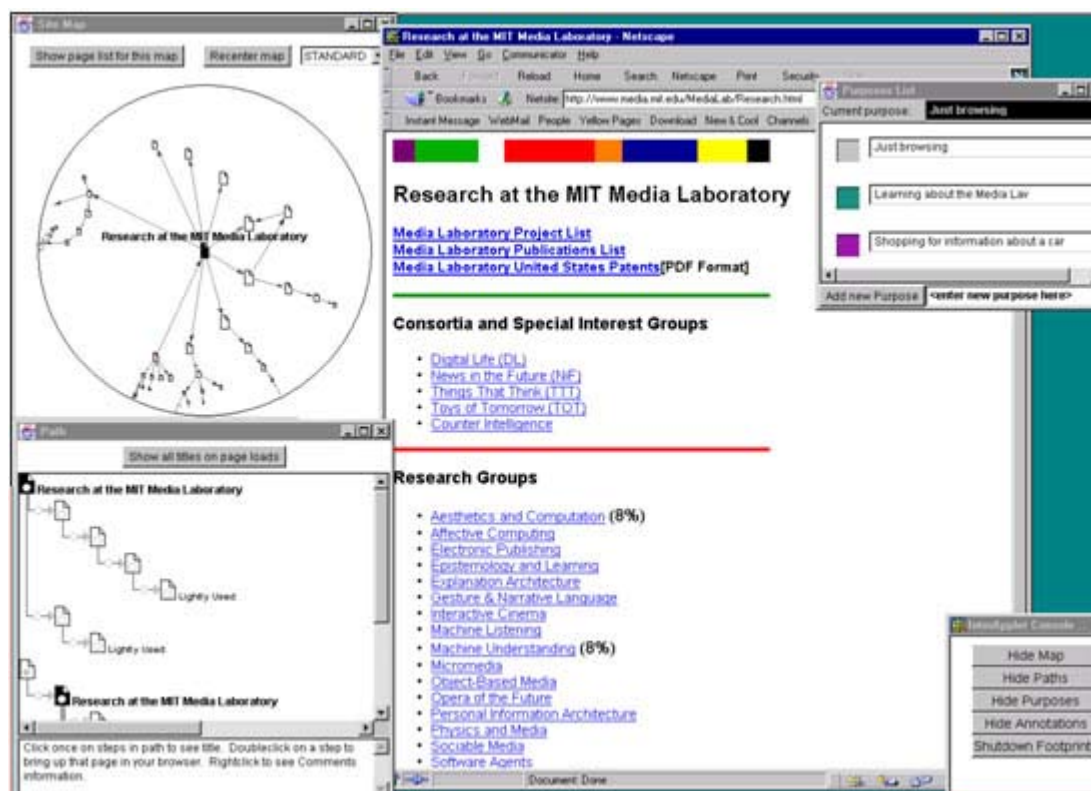 Site Map
Show page list for this map
Recenter map
STANDARD
Research at the MIT Media Laboratory
Path
Show all titles on page loads
Research at the MIT Media Laboratory
Lightly Used
Lightly Used
Research at the MIT Media Laboratory
Click once on steps in path to see title. Doubleclick on a step to
bring up that page in your browser. Rightclick to see Comments
information.
Research at the MIT Media Laboratory - Netscape
File Edit View Go Communicator Help
Back Forward Reload Home Search Netscape Print Security
Bookmarks Netsite: http://www.media.mit.edu/MediaLab/Research.html
Instant Message WebMail People Yellow Pages Download New & Cool Channels
Research at the MIT Media Laboratory
Media Laboratory Project List
Media Laboratory Publications List
Media Laboratory United States Patents[PDF Format]
Consortia and Special Interest Groups
• Digital Life (DL)
• News in the Future (NiF)
• Things That Think (TTT)
• Toys of Tomorrow (TOT)
• Counter Intelligence
Research Groups
• Aesthetics and Computation (8%)
• Affective Computing
• Electronic Publishing
• Epistemology and Learning
• Explanation Architecture
• Gesture & Narrative Language
• Interactive Cinema
• Machine Listening
• Machine Understanding (8%)
• Micromedia
• Object-Based Media
• Opera of the Future
• Personal Information Architecture
• Physics and Media
• Sociable Media
• Software Agents
Document: Done
Purposes List
Current purpose: Just browsing
Just browsing
Learning about the Media Lav
Shopping for information about a car
Add new Purpose <enter new purpose here>
Console
Hide Map
Hide Paths
Hide Purposes
Hide Annotations
Shutdown Footprint